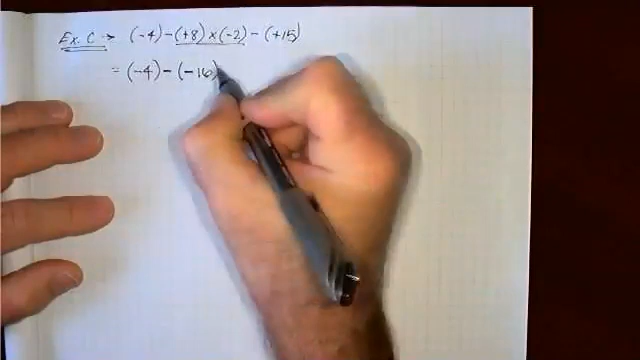 Ex. C → (-4) - (+8) × (-2) - (+15)
= (-4) - (-16)